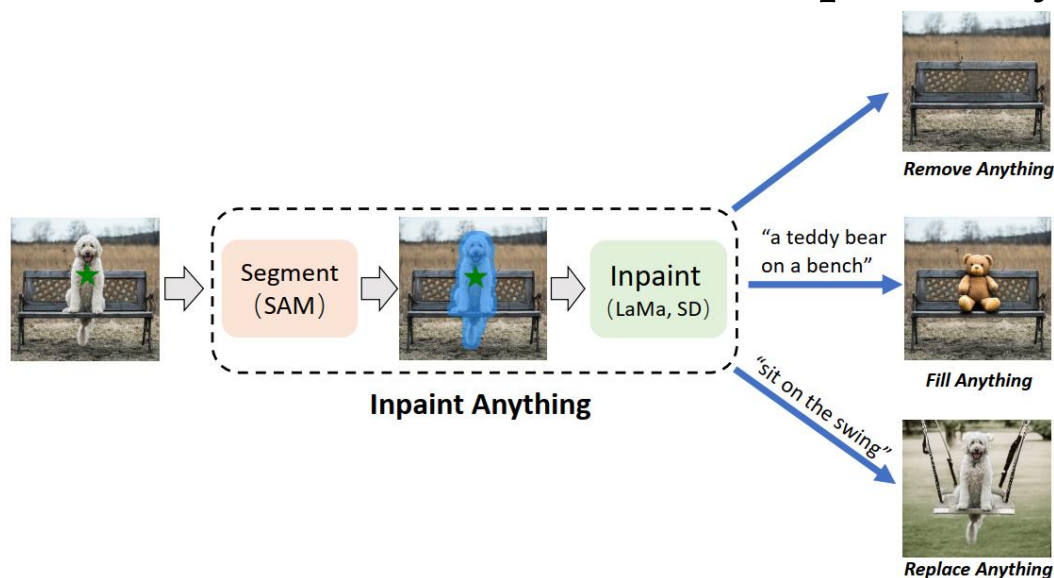 Remove Anything
Segment
(SAM)
Inpaint
(LaMa, SD)
“a teddy bear
on a bench”
Fill Anything
Inpaint Anything
“sit on the swing”
Replace Anything